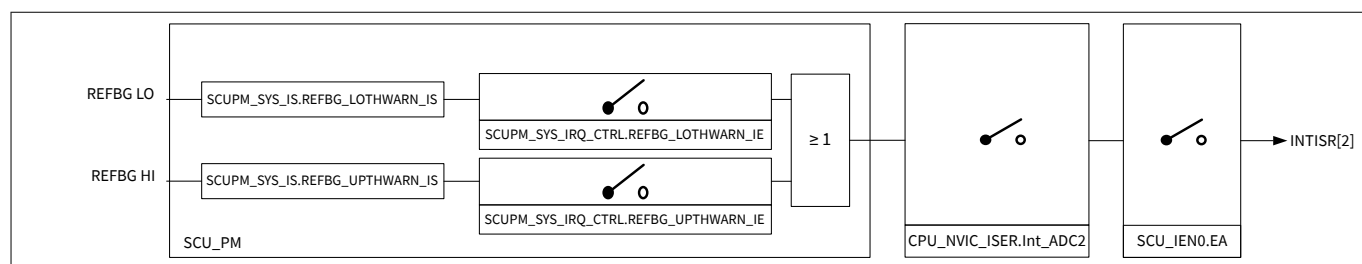 REFBG LO
SCUPM_SYS_IS.REFBG_LOTHWARN_IS
SCUPM_SYS_IRQ_CTRL.REFBG_LOTHWARN_IE
≥ 1
INTISR[2]
REFBG HI
SCUPM_SYS_IS.REFBG_UPTHWARN_IS
SCUPM_SYS_IRQ_CTRL.REFBG_UPTHWARN_IE
SCU_PM
CPU_NVIC_ISER.Int_ADC2
SCU_IEN0.EA